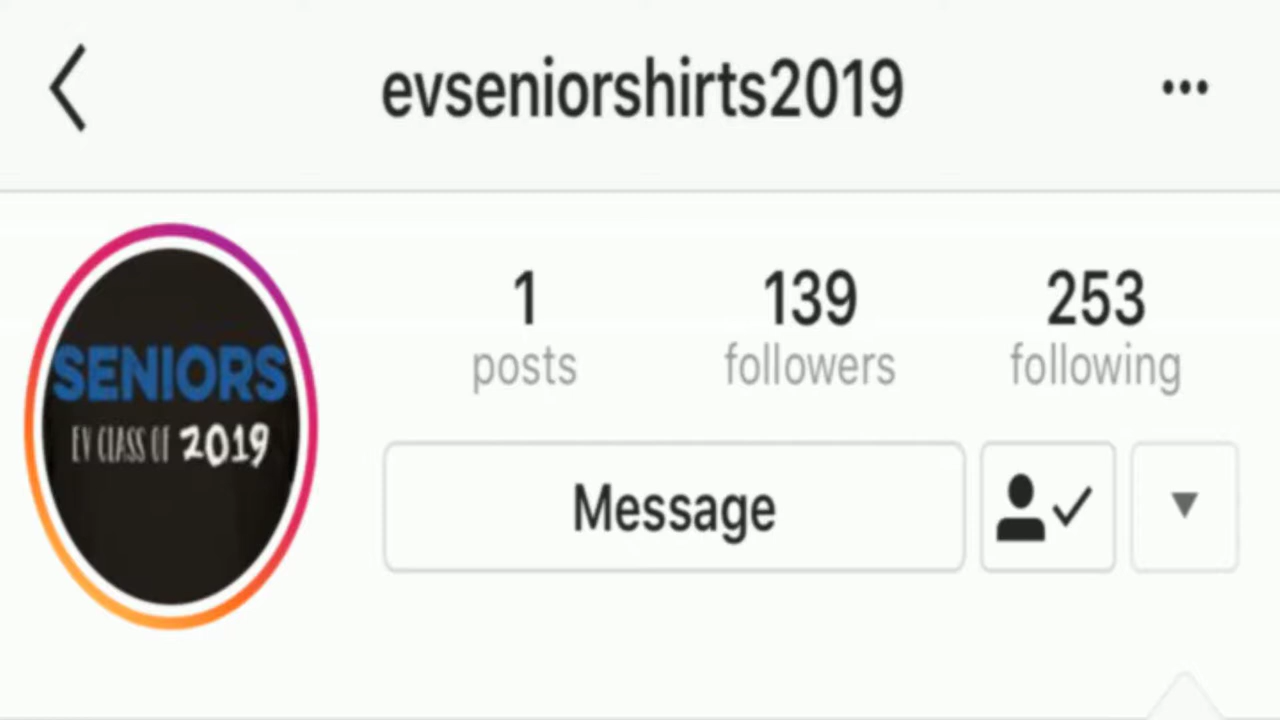 evseniorshirts2019
1 139 253
posts followers following
SENIORS
EV CLASS OF 2019
Message